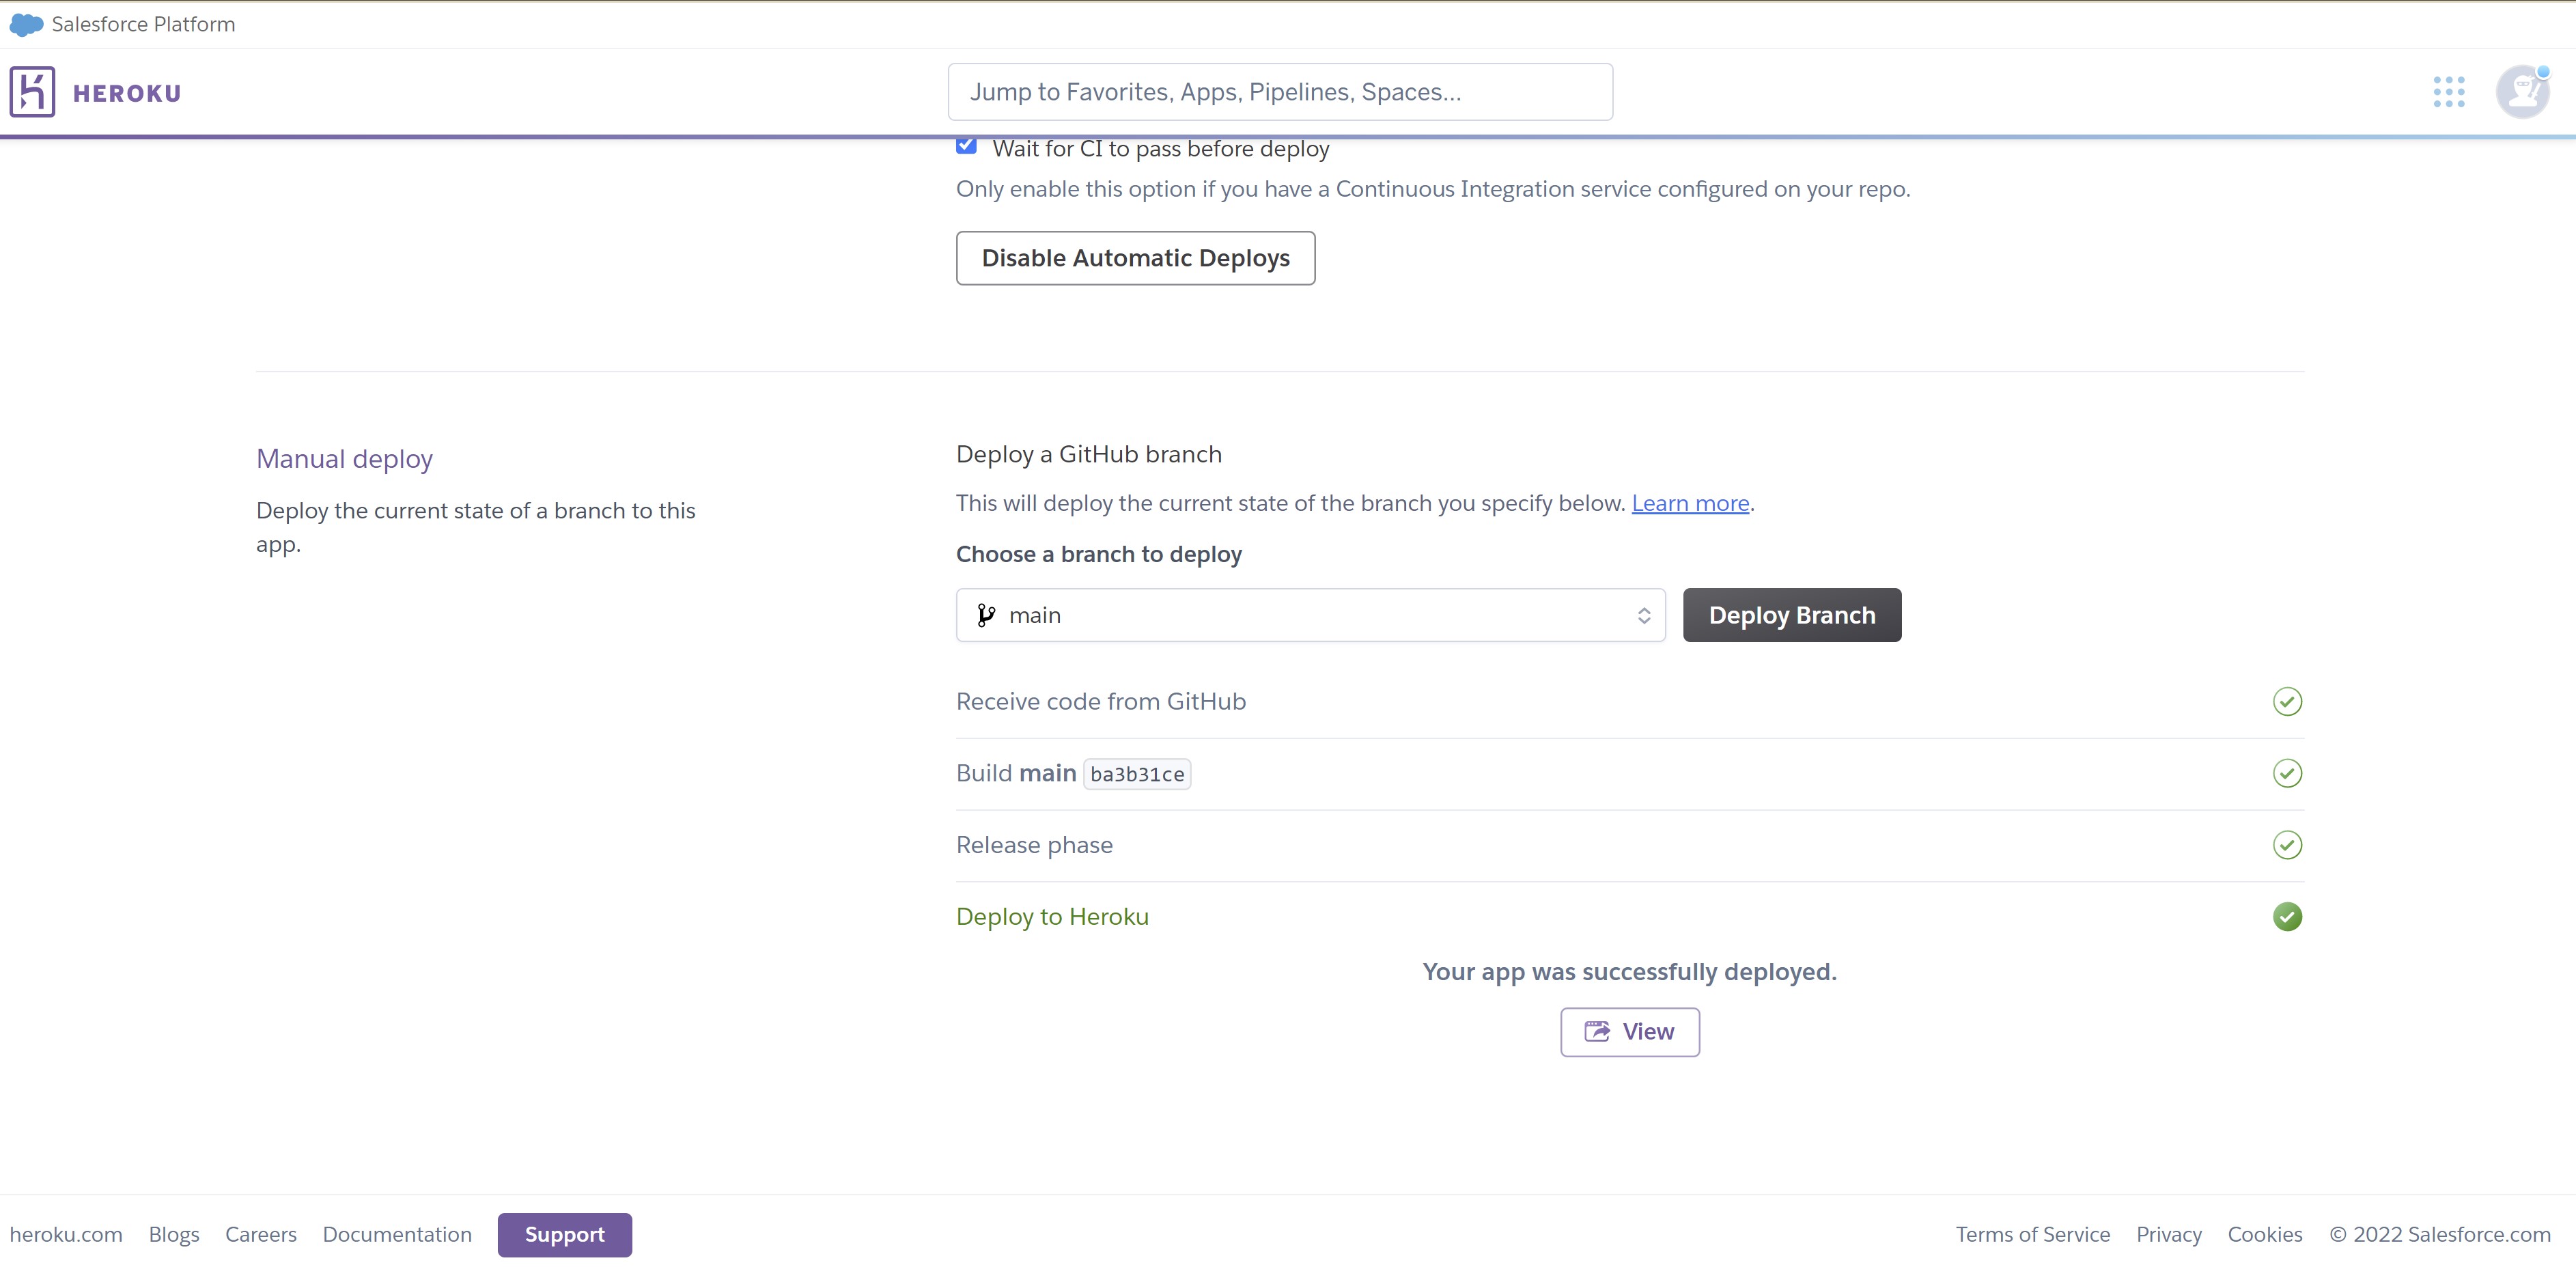 Salesforce Platform
HEROKU
Jump to Favorites, Apps, Pipelines, Spaces...
Wait for CI to pass before deploy
Only enable this option if you have a Continuous Integration service configured on your repo.
Disable Automatic Deploys
Manual deploy
Deploy the current state of a branch to this
app.
Deploy a GitHub branch
This will deploy the current state of the branch you specify below. Learn more.
Choose a branch to deploy
main
Deploy Branch
Receive code from GitHub
Build main ba3b31ce
Release phase
Deploy to Heroku
Your app was successfully deployed.
View
heroku.com Blogs Careers Documentation Support Terms of Service Privacy Cookies © 2022 Salesforce.com